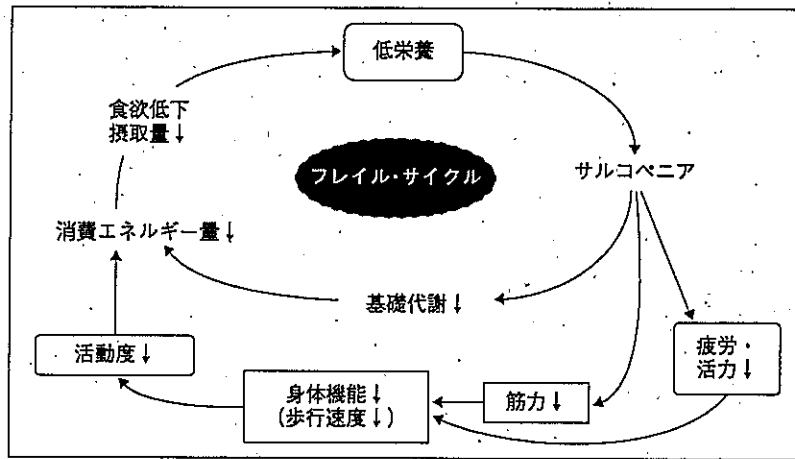 低栄養
食欲低下
摂取量↓
フレイル・サイクル
サルコペニア
消費エネルギー量↓
基礎代謝↓
疲労・
活力↓
活動度↓
身体機能↓
(歩行速度↓)
筋力↓